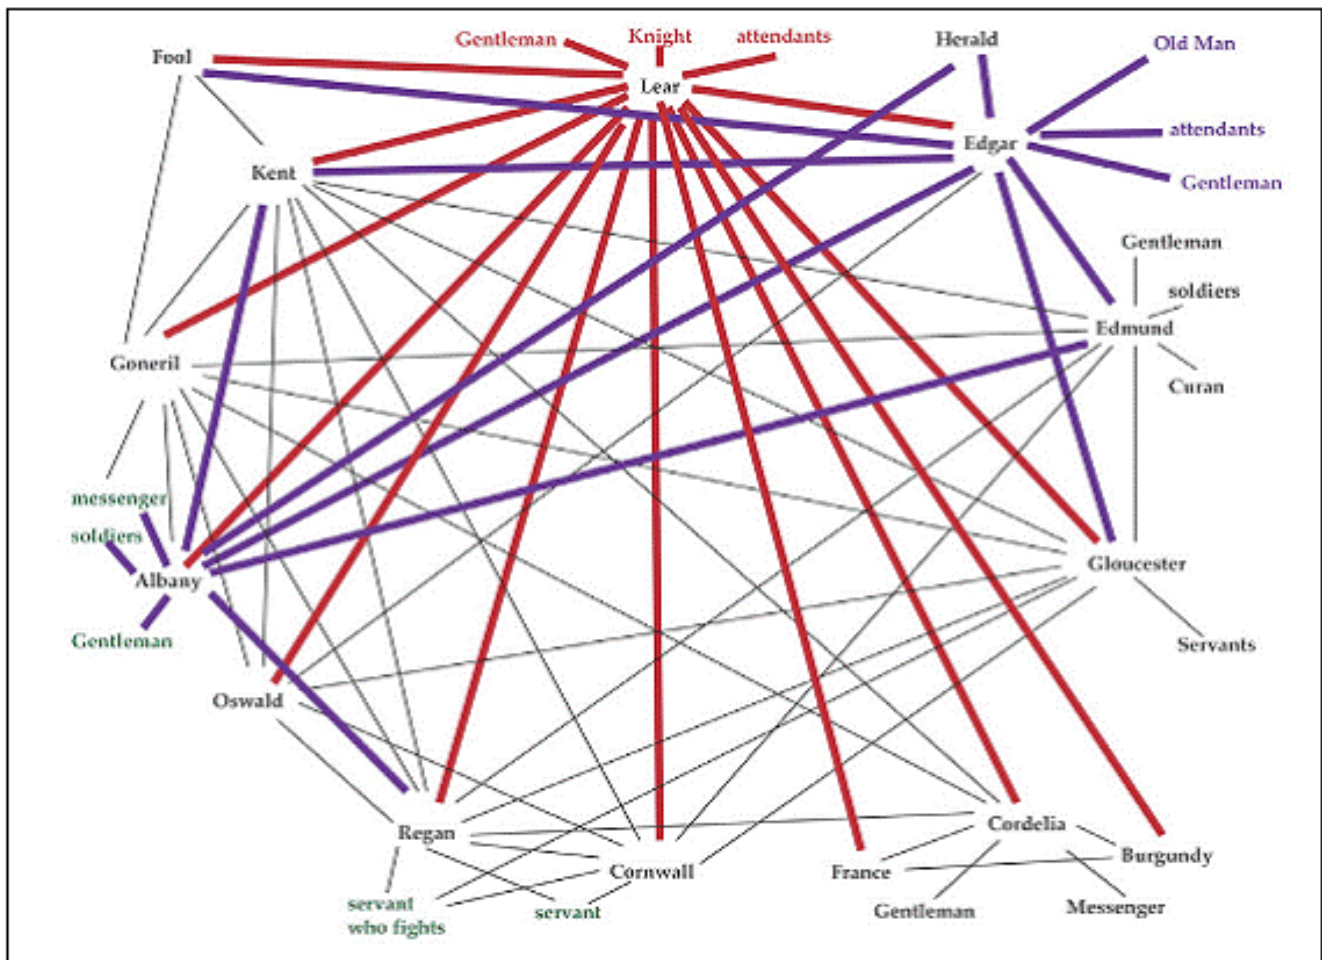 Gentleman
Knight
attendants
Herald
Old Man
Fool
Lear
attendants
Edgar
Kent
Gentleman
Gentleman
soldiers
Edmund
Goneril
Curan
messenger
soldiers
Albany
Gloucester
Gentleman
Servants
Oswald
Regan
Cordelia
Burgundy
Cornwall
France
servant
who fights
servant
Gentleman
Messenger